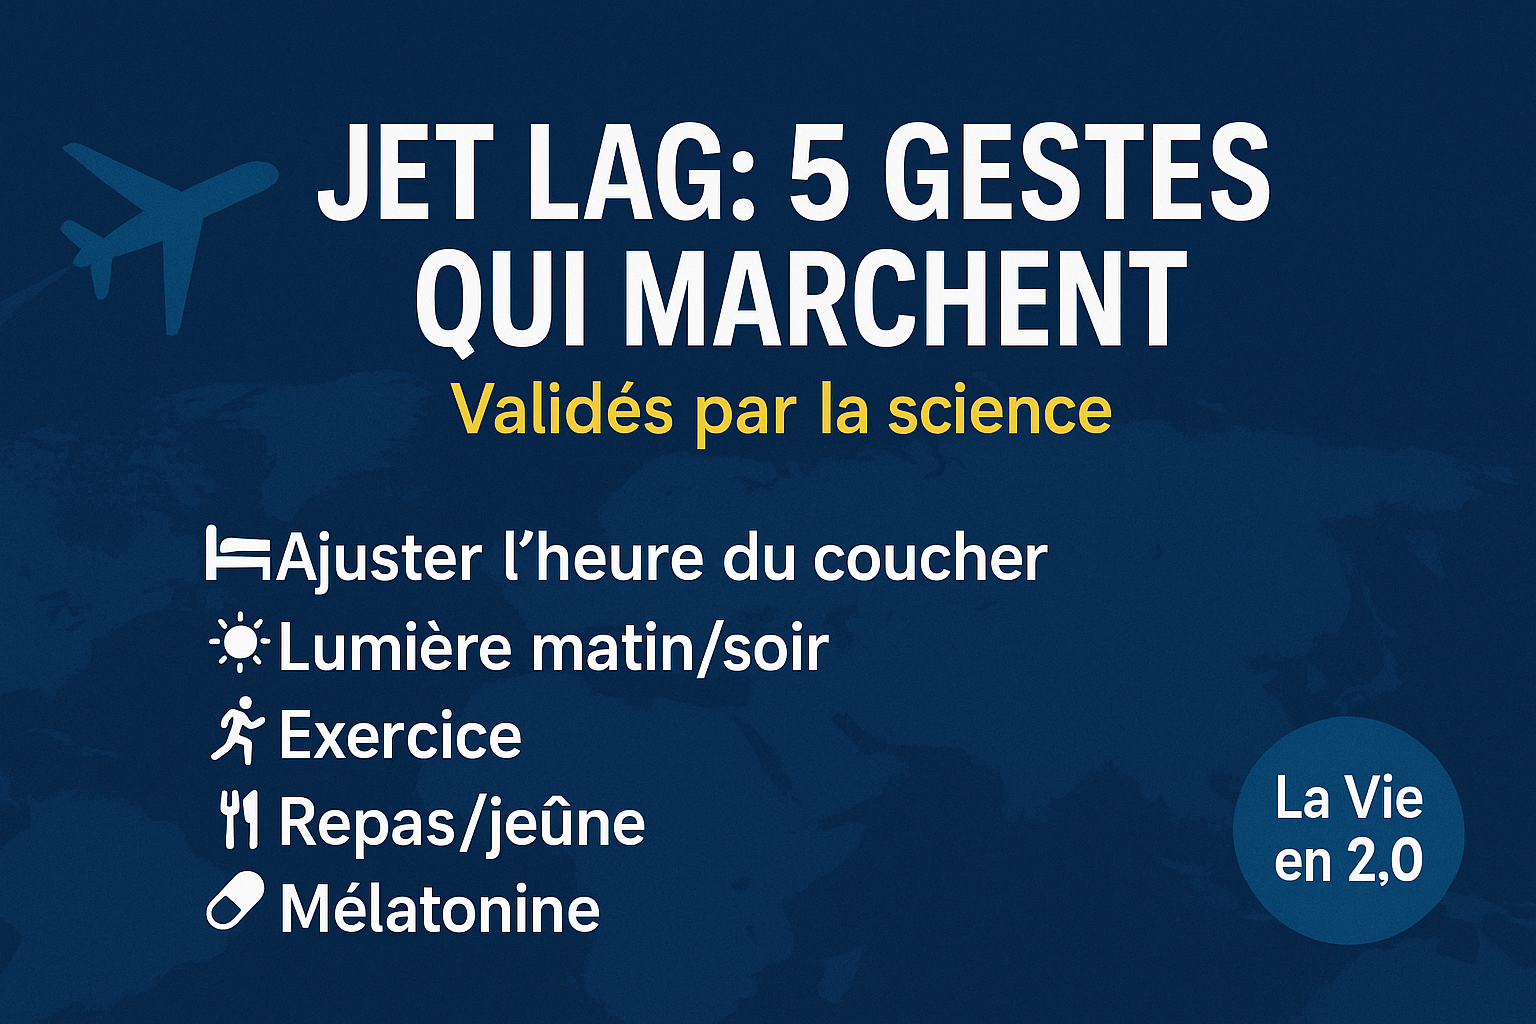 JET LAG: 5 GESTES
QUI MARCHENT
Validés par la science
Ajuster l’heure du coucher
Lumière matin/soir
Exercice
Repas/jeûne
Mélatonine
La Vie
en 2,0